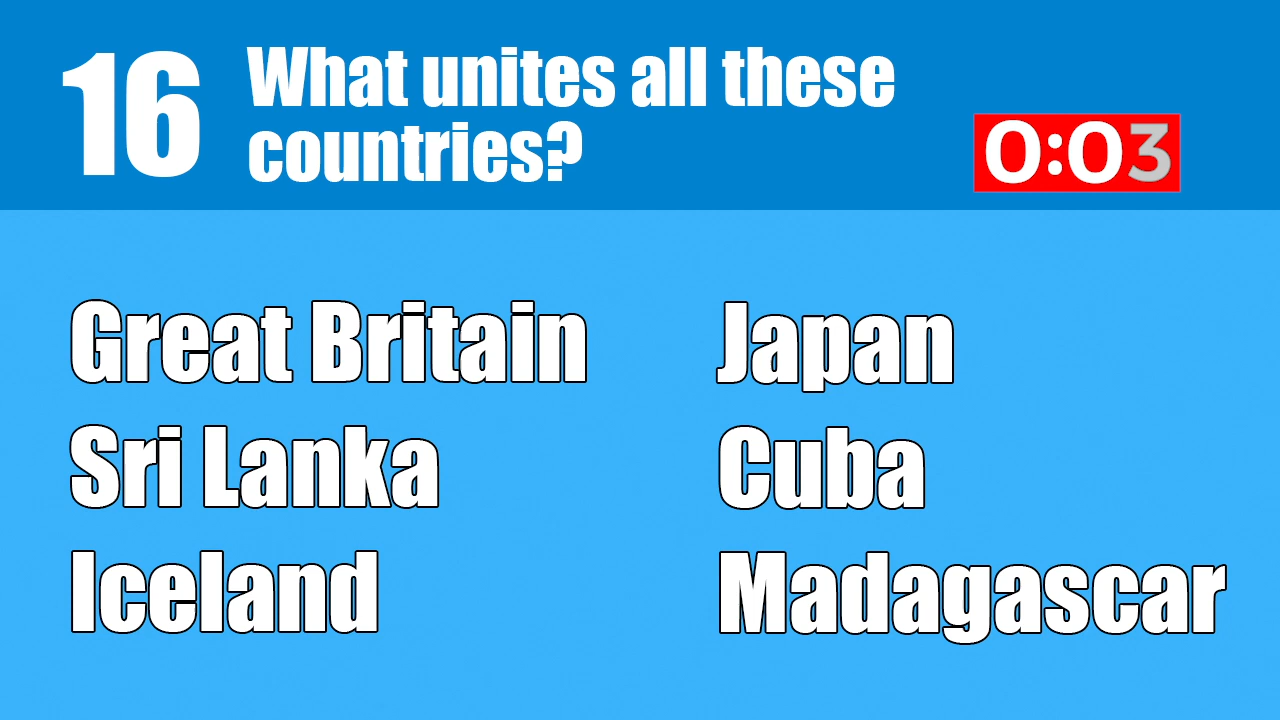 16
What unites all these
countries?
0:03
Great Britain
Japan
Sri Lanka
Cuba
Iceland
Madagascar